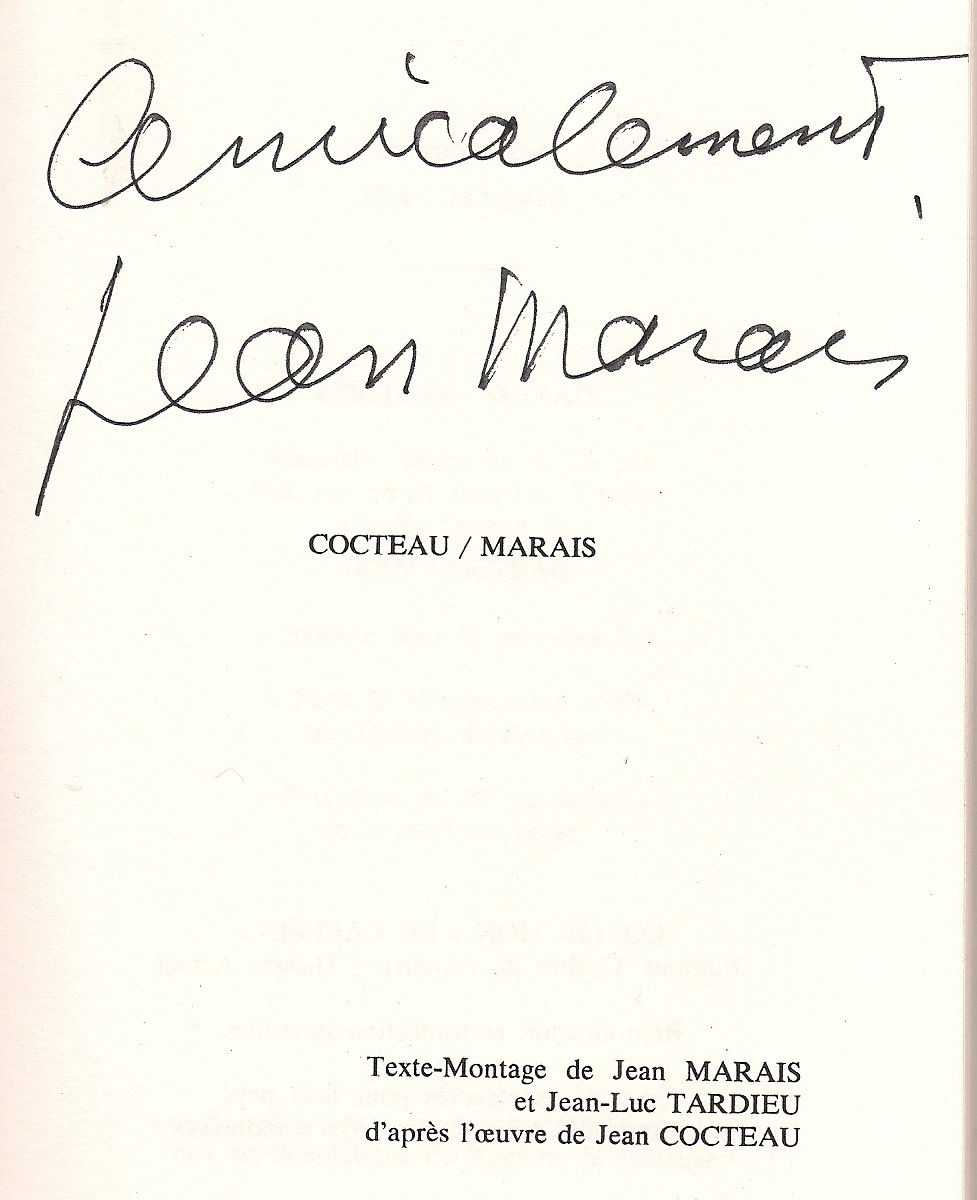 Amicalement
Jean Marais
COCTEAU / MARAIS
Texte-Montage de Jean MARAIS
et Jean-Luc TARDIEU
d'après l'œuvre de Jean COCTEAU